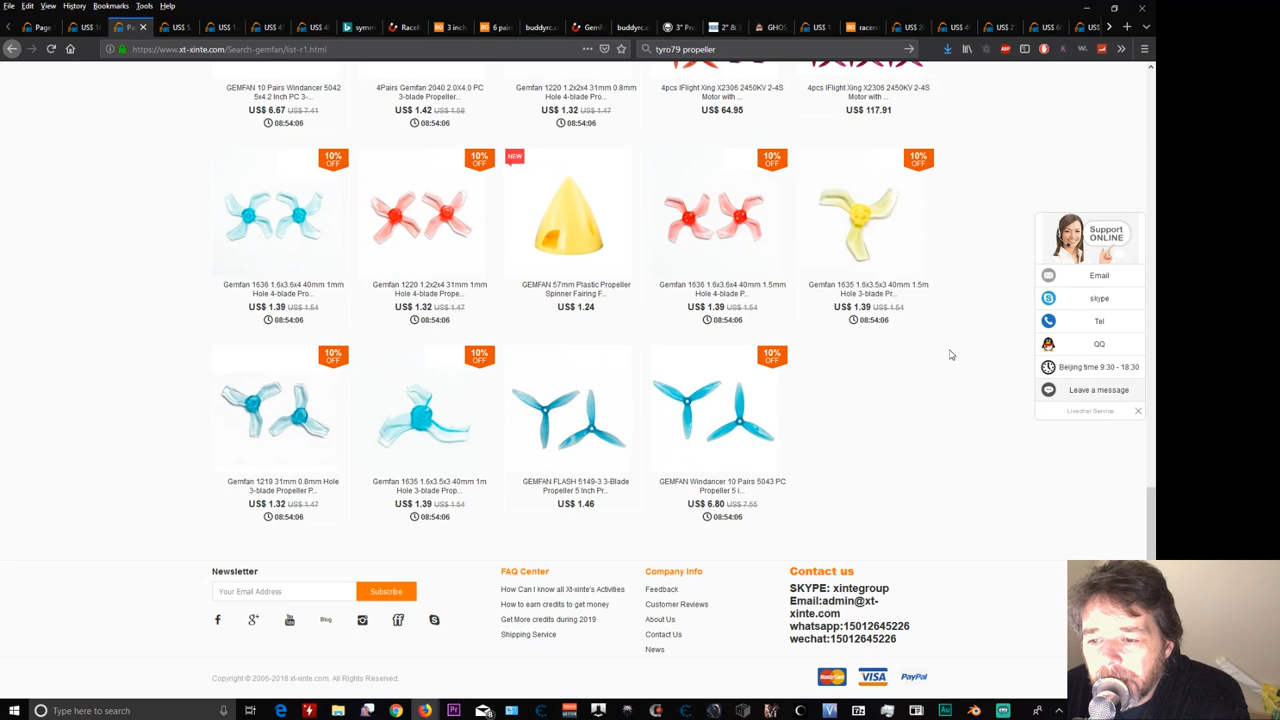 File Edit View History Bookmarks Tools Help
https://www.xt-xinte.com/Search-gemfan/list-r1.html
tyro79 propeller
GEMFAN 10 Pairs Windancer 5042
5x4.2 Inch PC 3-...
US$ 6.67 US$ 7.41
08:54:06
4Pairs Gemfan 2040 2.0X4.0 PC
3-blade Propeller...
US$ 1.42 US$ 1.58
08:54:06
Gemfan 1220 1.2x2x4 31mm 0.8mm
Hole 4-blade Pro...
US$ 1.32 US$ 1.47
08:54:06
4pcs IFlight Xing X2306 2450KV 2-4S
Motor with ...
US$ 64.95
4pcs IFlight Xing X2306 2450KV 2-4S
Motor with ...
US$ 117.91
10%
OFF
10%
OFF
NEW
10%
OFF
10%
OFF
Gemfan 1636 1.6x3.6x4 40mm 1mm
Hole 4-blade Pro...
US$ 1.39 US$ 1.54
08:54:06
Gemfan 1220 1.2x2x4 31mm 1mm
Hole 4-blade Prope...
US$ 1.32 US$ 1.47
08:54:06
GEMFAN 57mm Plastic Propeller
Spinner Fairing F...
US$ 1.24
Gemfan 1636 1.6x3.6x4 40mm 1.5mm
Hole 4-blade P...
US$ 1.39 US$ 1.54
08:54:06
Gemfan 1635 1.6x3.5x3 40mm 1.5m
Hole 3-blade Pr...
US$ 1.39 US$ 1.54
08:54:06
10%
OFF
10%
OFF
10%
OFF
Gemfan 1219 31mm 0.8mm Hole
3-blade Propeller P...
US$ 1.32 US$ 1.47
08:54:06
Gemfan 1635 1.6x3.5x3 40mm 1m
Hole 3-blade Prop...
US$ 1.39 US$ 1.54
08:54:06
GEMFAN FLASH 5149-3 3-Blade
Propeller 5 Inch Pr...
US$ 1.46
GEMFAN Windancer 10 Pairs 5043 PC
Propeller 5 i...
US$ 6.80 US$ 7.55
08:54:06
Support
ONLINE
Email
skype
Tel
QQ
Beijing time 9:30 - 18:30
Leave a message
Livechat Service
Newsletter
Your Email Address
Subscribe
Blog
FAQ Center
How Can I know all Xt-xinte's Activities
How to earn credits to get money
Get More credits during 2019
Shipping Service
Company Info
Feedback
Customer Reviews
About Us
Contact Us
News
Contact us
SKYPE: xintegroup
Email:admin@xt-
xinte.com
whatsapp:15012645226
wechat:15012645226
Copyright © 2006-2018 xt-xinte.com. All Rights Reserved.
MasterCard
VISA
PayPal
Type here to search